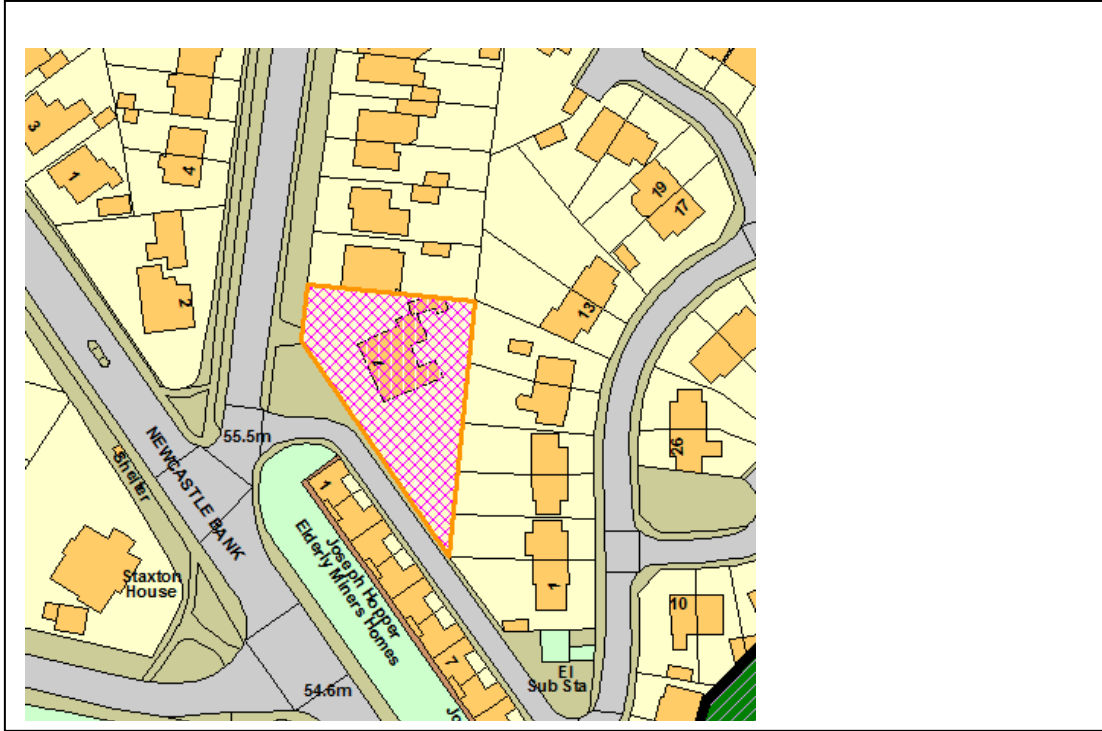 3
1
4
2
19
17
13
1
26
55.5m
NEWCASTLE BANK
Shelter
1
Joseph Hopper
Elderly Miners Homes
Staxton
House
1
10
7
El
Sub Sta
54.6m
Jo